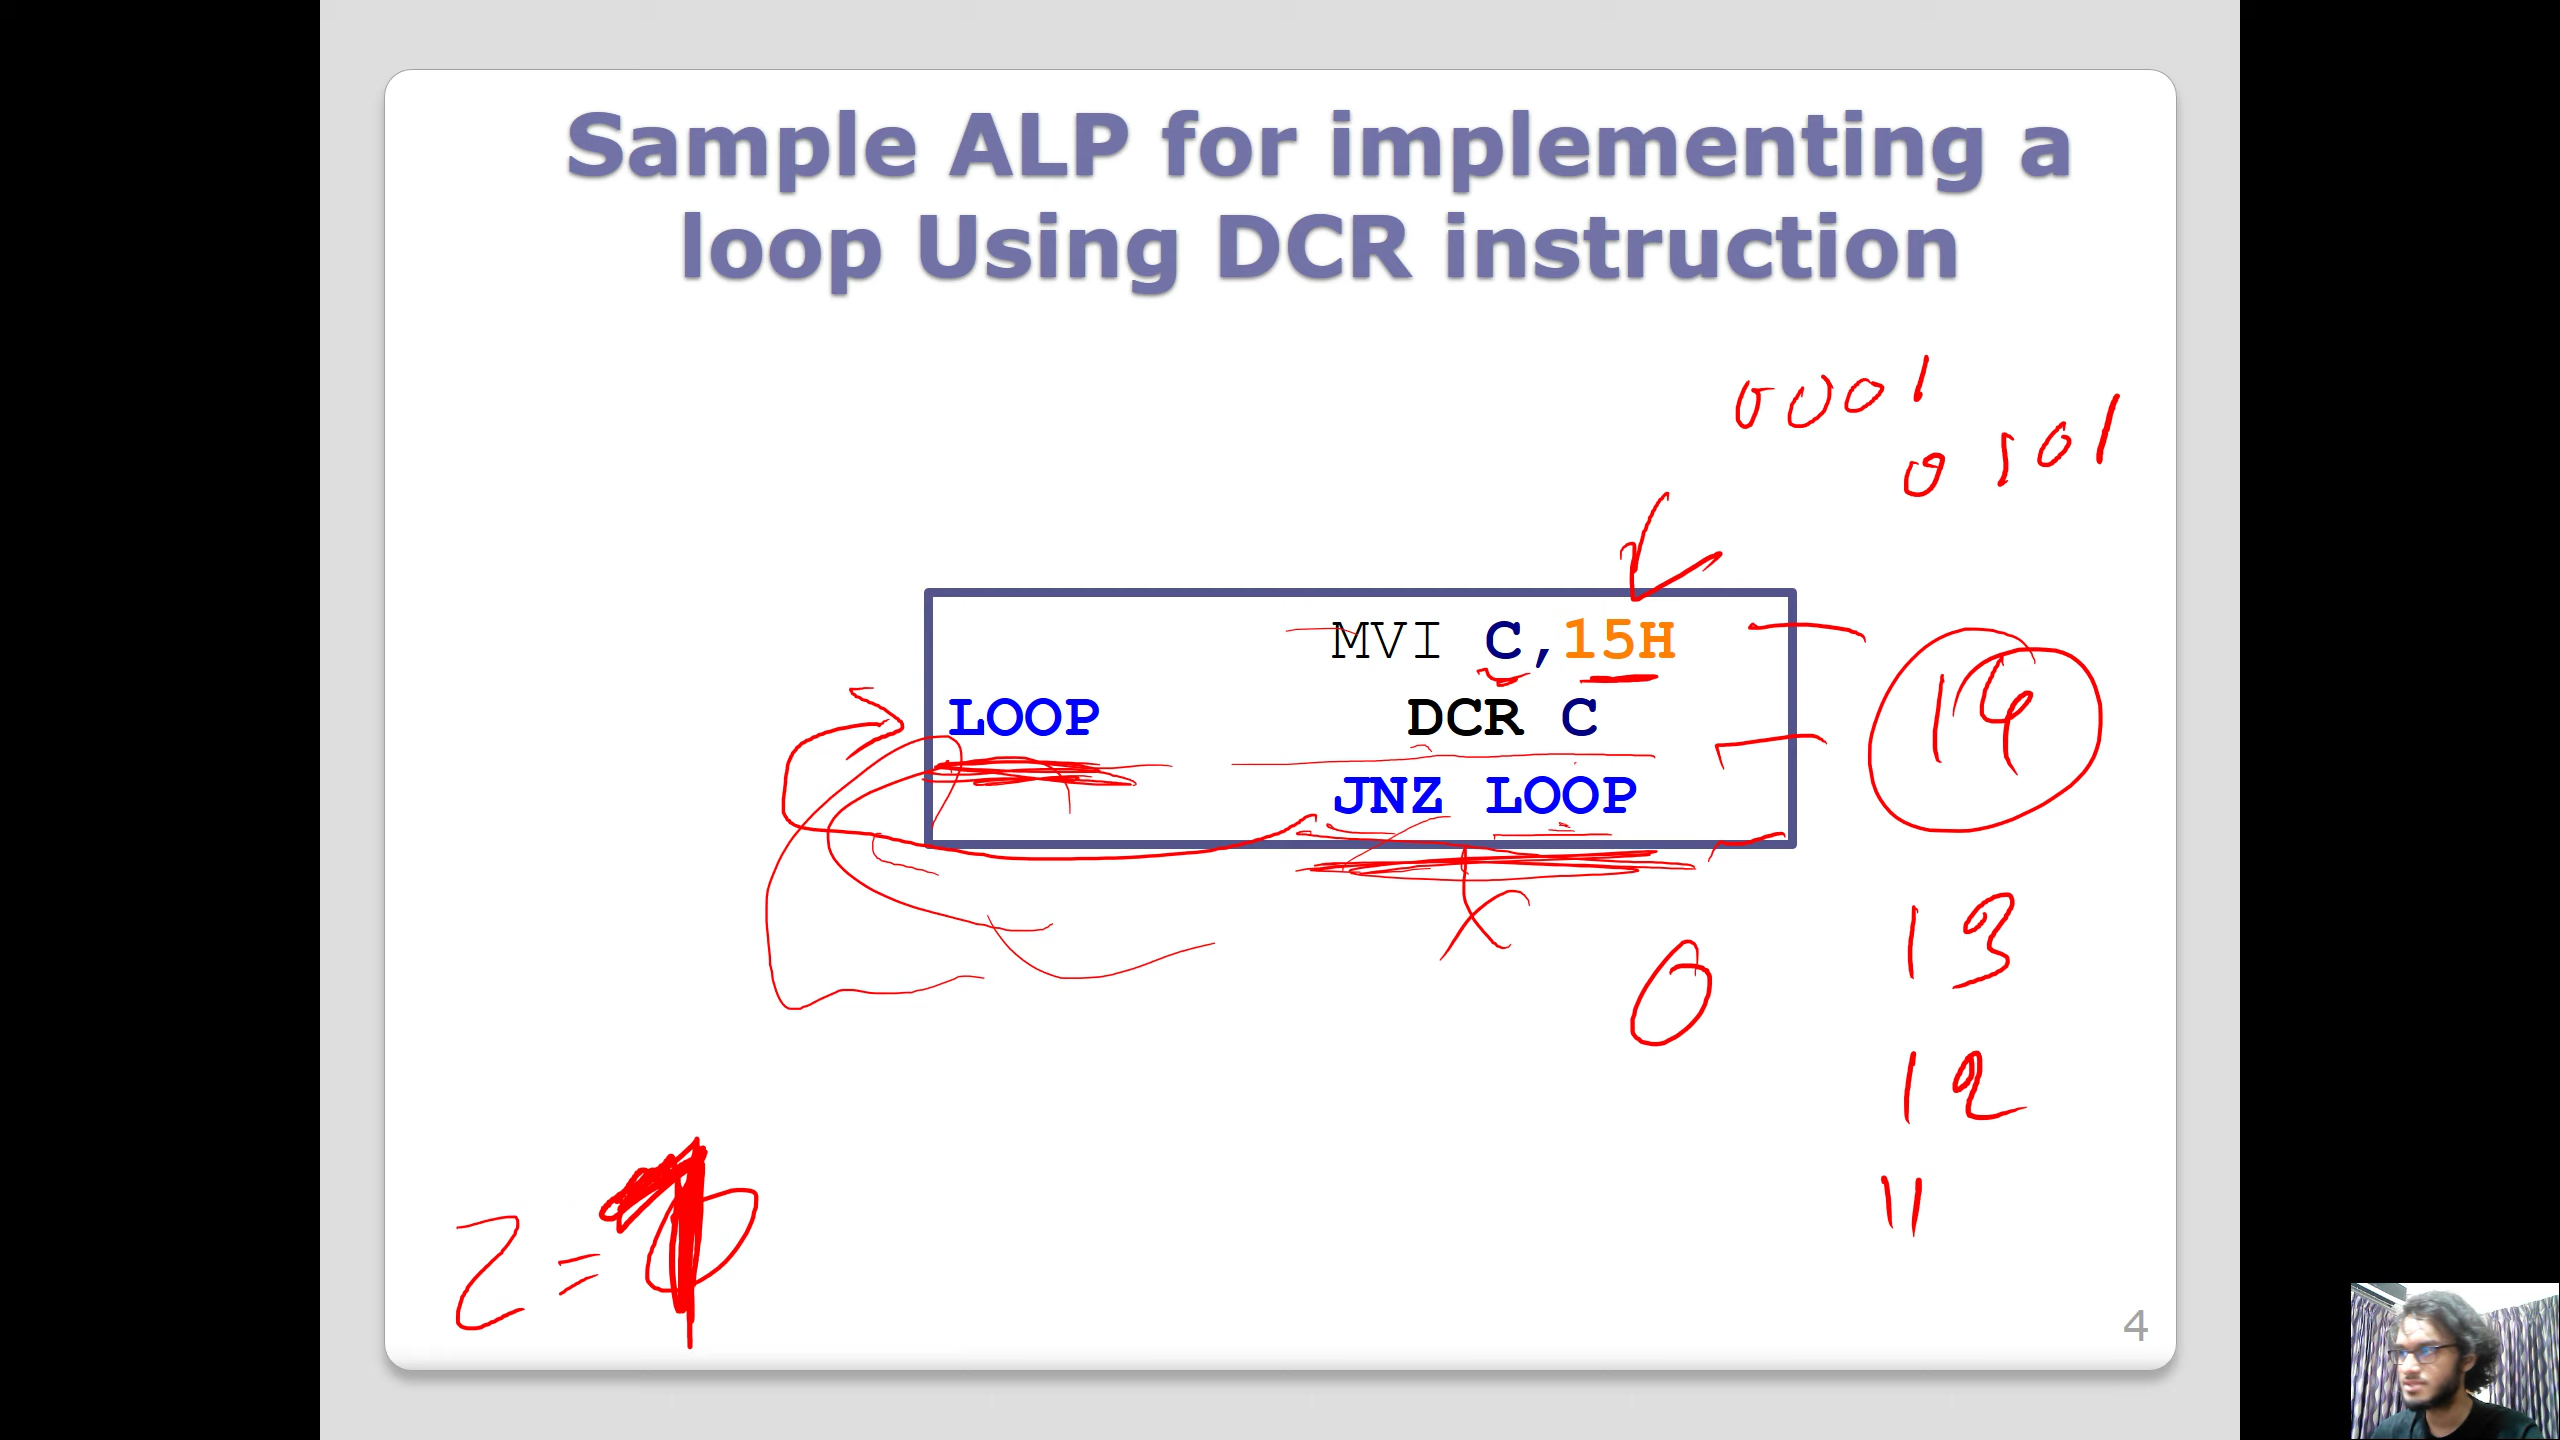 Sample ALP for implementing a
loop Using DCR instruction
0001
0101
MVI C,15H
LOOP DCR C
JNZ LOOP
14
13
12
11
0
Z=
4